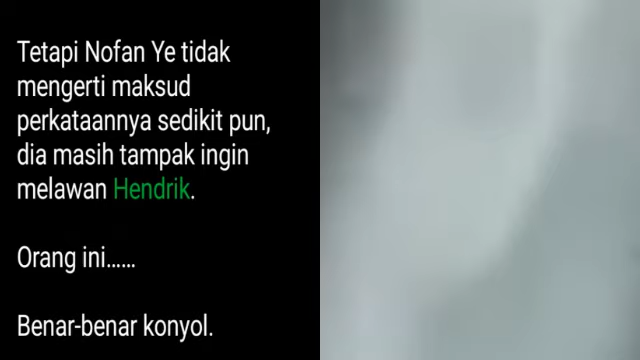 Tetapi Nofan Ye tidak
mengerti maksud
perkataannya sedikit pun,
dia masih tampak ingin
melawan Hendrik.
Orang ini......
Benar-benar konyol.